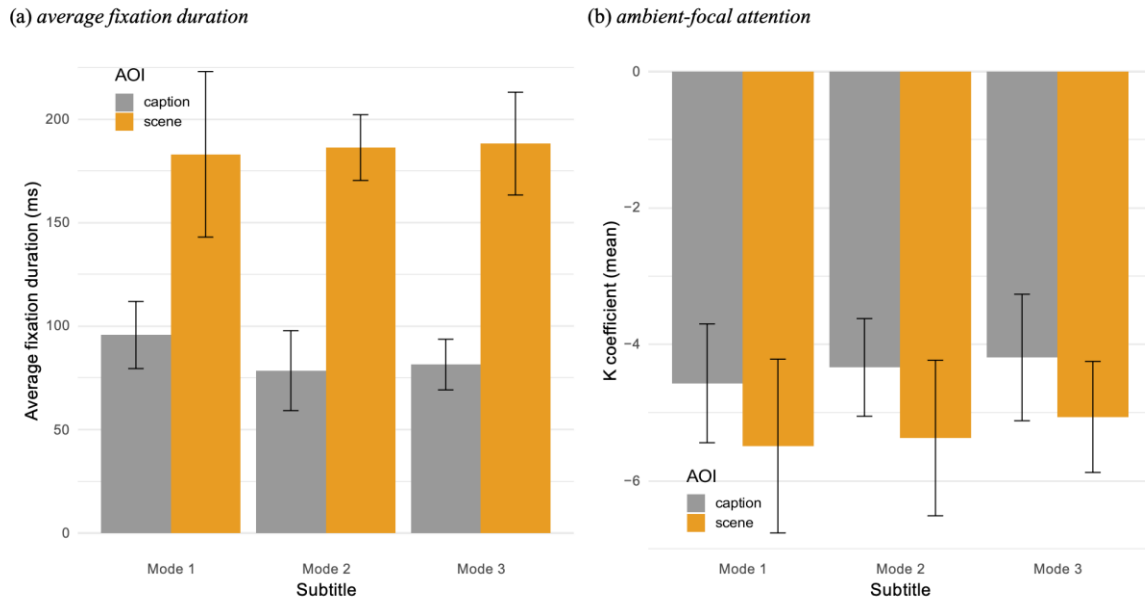 (a) average fixation duration
AOI
caption
scene
Average fixation duration (ms)
200
150
100
50
0
Mode 1 Mode 2 Mode 3
Subtitle
(b) ambient-focal attention
0
−2
−4
−6
K coefficient (mean)
AOI
caption
scene
Mode 1 Mode 2 Mode 3
Subtitle